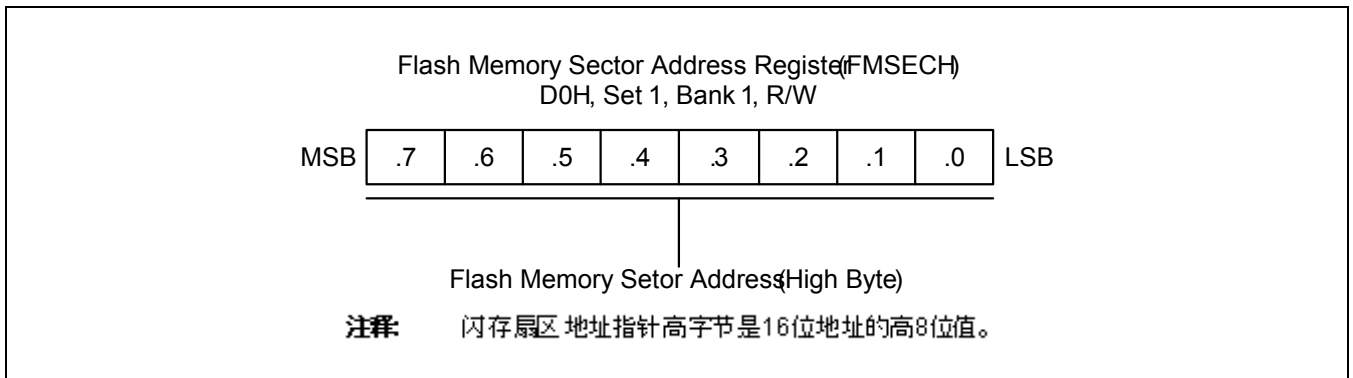 Flash Memory Sector Address Register(FMSECH)
D0H, Set 1, Bank 1, R/W
MSB .7 .6 .5 .4 .3 .2 .1 .0 LSB
Flash Memory Setor Address(High Byte)
注释: 闪存扇区 地址指针高字节是16位地址的高8位值。